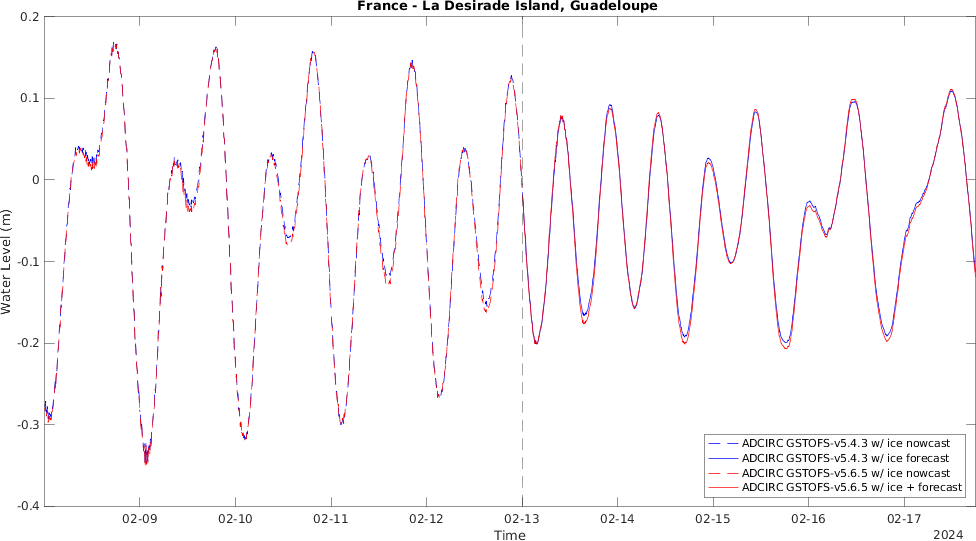 France - La Desirade Island, Guadeloupe
0.2
0.1
0
-0.1
-0.2
-0.3
-0.4
Water Level (m)
ADCIRC GSTOFS-v5.4.3 w/ ice nowcast
ADCIRC GSTOFS-v5.4.3 w/ ice forecast
ADCIRC GSTOFS-v5.6.5 w/ ice nowcast
ADCIRC GSTOFS-v5.6.5 w/ ice + forecast
02-09 02-10 02-11 02-12 02-13 02-14 02-15 02-16 02-17
Time
2024